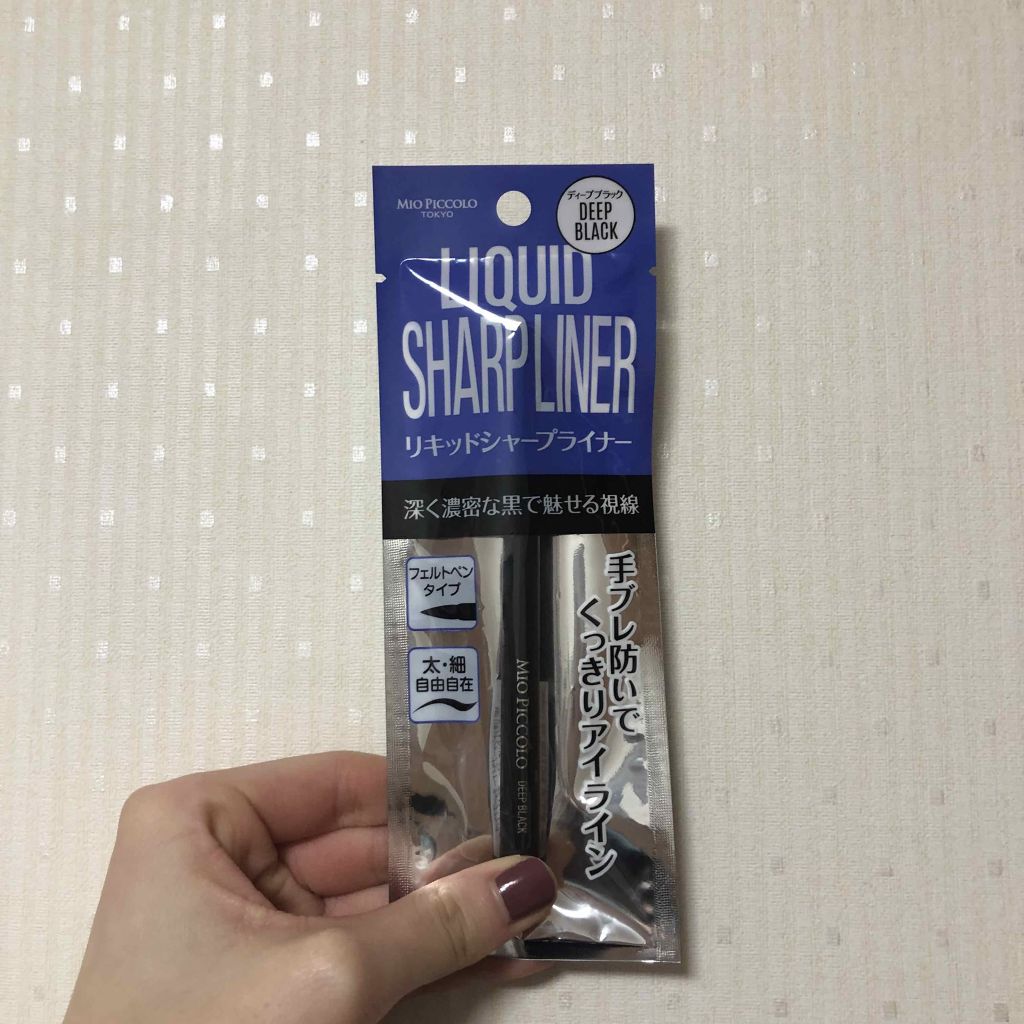 MIO PICCOLO
TOKYO
ディープブラック
DEEP
BLACK
LIQUID
SHARP LINER
リキッドシャープライナー
深く濃密な黒で魅せる視線
フェルトペン
タイプ
太・細
自由自在
手ブレ防いで
くっきりアイライン
MIO PICCOLO DEEP BLACK